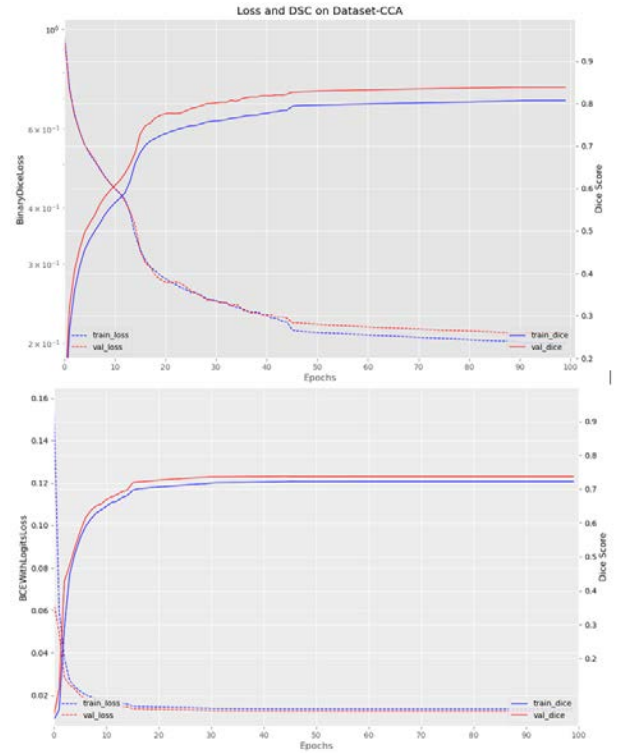 Loss and DSC on Dataset-CCA
10⁰
6 × 10⁻¹
4 × 10⁻¹
3 × 10⁻¹
2 × 10⁻¹
BinaryDiceLoss
0.9
0.8
0.7
0.6
0.5
0.4
0.3
0.2
Dice Score
train_loss
val_loss
train_dice
val_dice
0 10 20 30 40 50 60 70 80 90 100
Epochs
0.16
0.14
0.12
0.10
0.08
0.06
0.04
0.02
BCEWithLogitsLoss
0.9
0.8
0.7
0.6
0.5
0.4
0.3
0.2
Dice Score
train_loss
val_loss
train_dice
val_dice
0 10 20 30 40 50 60 70 80 90 100
Epochs